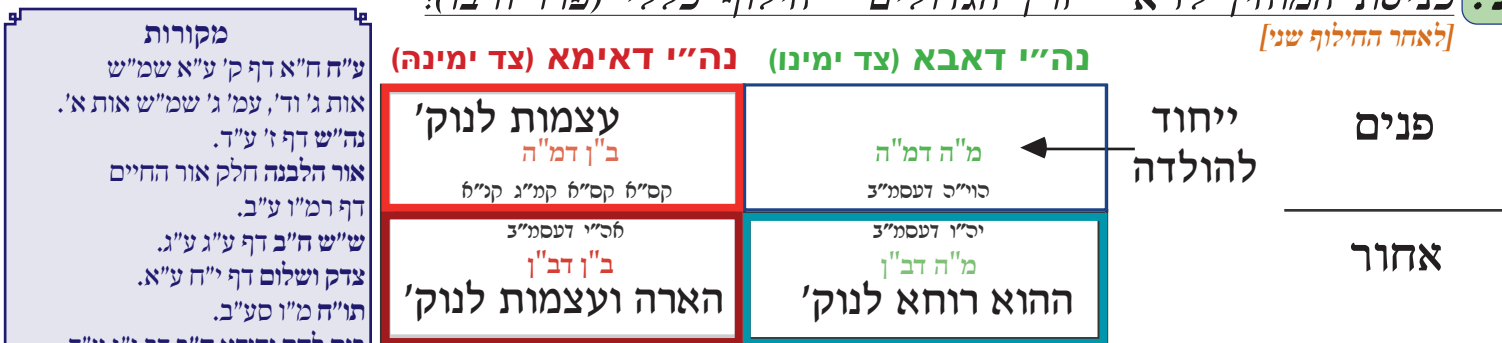 [לאחר החילוף שני]
נה״י דאבא (צד ימינו)
נה״י דאימא (צד ימינה)
פנים
ייחוד
להולדה
מ"ה דמ"ה
הוי״ה דעסמ״ב
עצמות לנוק׳
ב"ן דמ"ה
קס״א קס״א קמ״ג קנ״א
אחור
יה״ו דעסמ״ב
מ"ה דב"ן
ההוא רוחא לנוק׳
אה״י דעסמ״ב
ב"ן דב"ן
הארה ועצמות לנוק׳
מקורות
ע״ח ח״א דף ק׳ ע״א שמ״ש
אות ג׳ וד׳, עמ׳ ג׳ שמ״ש אות א׳.
נה״ש דף ז׳ ע״ד.
אור הלבנה חלק אור החיים
דף רמ״ו ע״ב.
ש״ש ח״ב דף ע״ג ע״ג.
צדק ושלום דף י״ח ע״א.
תו״ח מ״ו סע״ב.